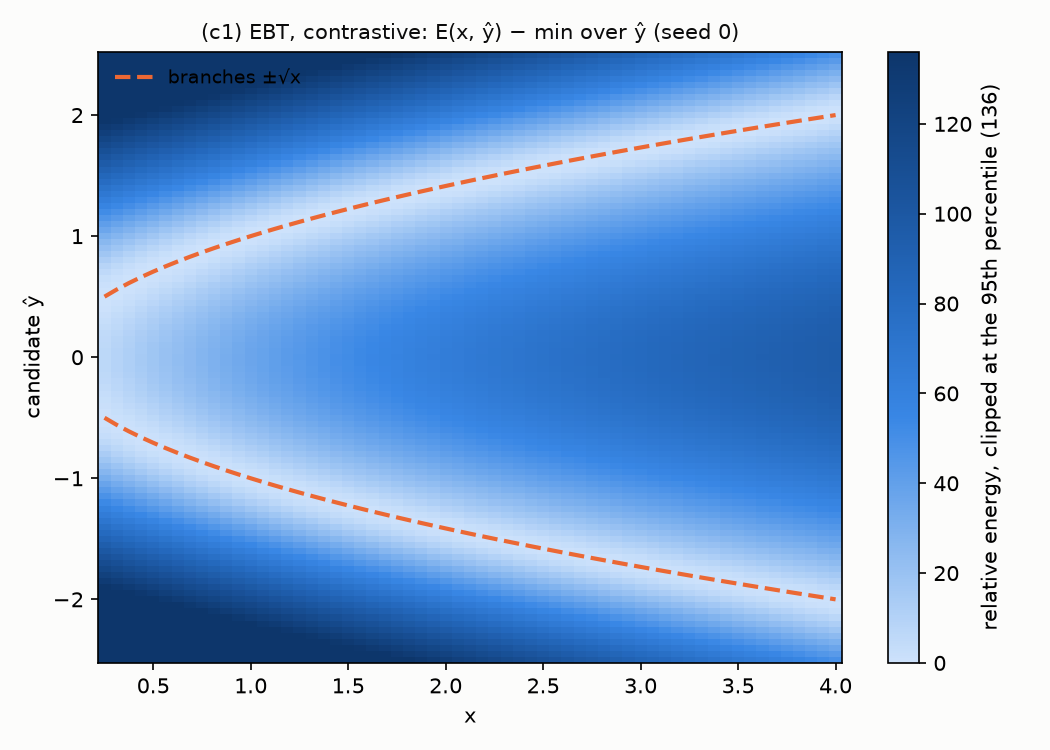 (c1) EBT, contrastive: E(x, ŷ) − min over ŷ (seed 0)
branches ±√x
candidate ŷ
2
1
0
−1
−2
0.5 1.0 1.5 2.0 2.5 3.0 3.5 4.0
x
120
100
80
60
40
20
0
relative energy, clipped at the 95th percentile (136)